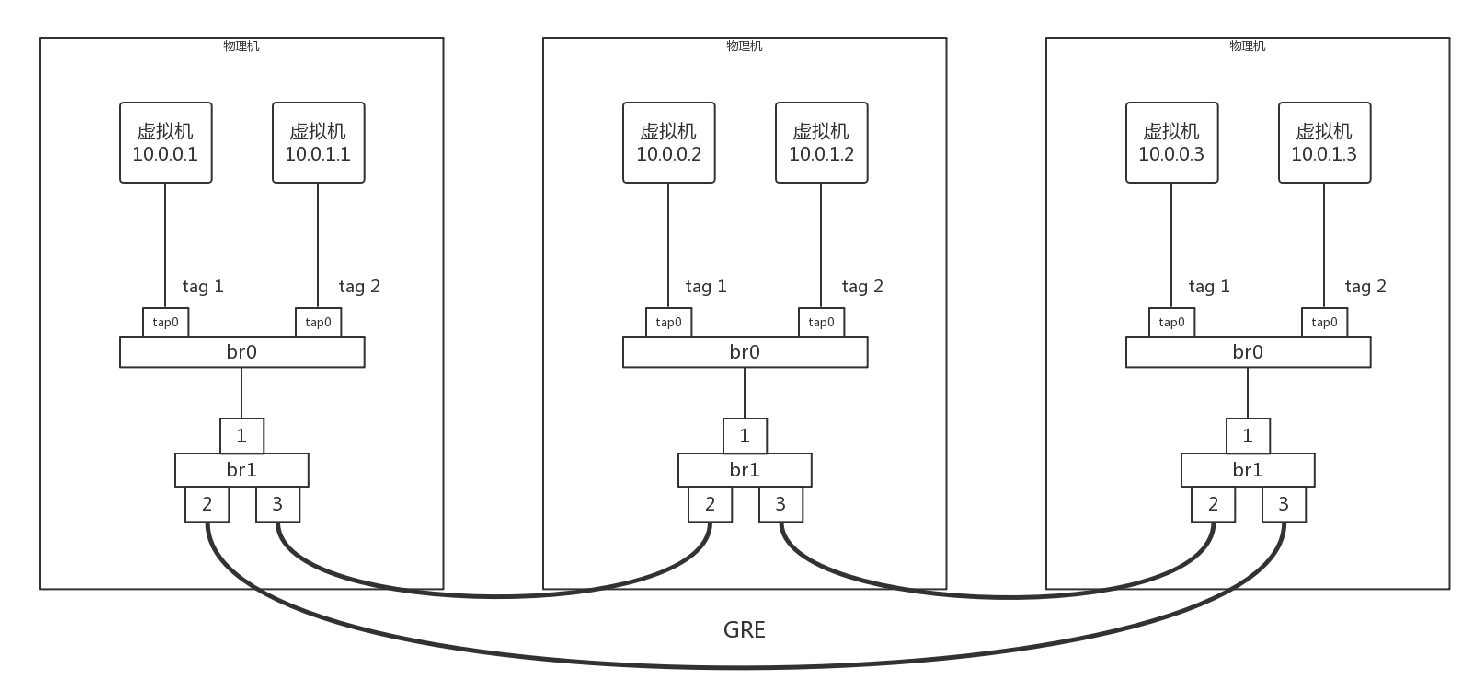 物理机
物理机
物理机
虚拟机
10.0.0.1
虚拟机
10.0.1.1
虚拟机
10.0.0.2
虚拟机
10.0.1.2
虚拟机
10.0.0.3
虚拟机
10.0.1.3
tag 1
tag 2
tag 1
tag 2
tag 1
tag 2
tap0
tap0
tap0
tap0
tap0
tap0
br0
br0
br0
1
1
1
br1
br1
br1
2
3
2
3
2
3
GRE